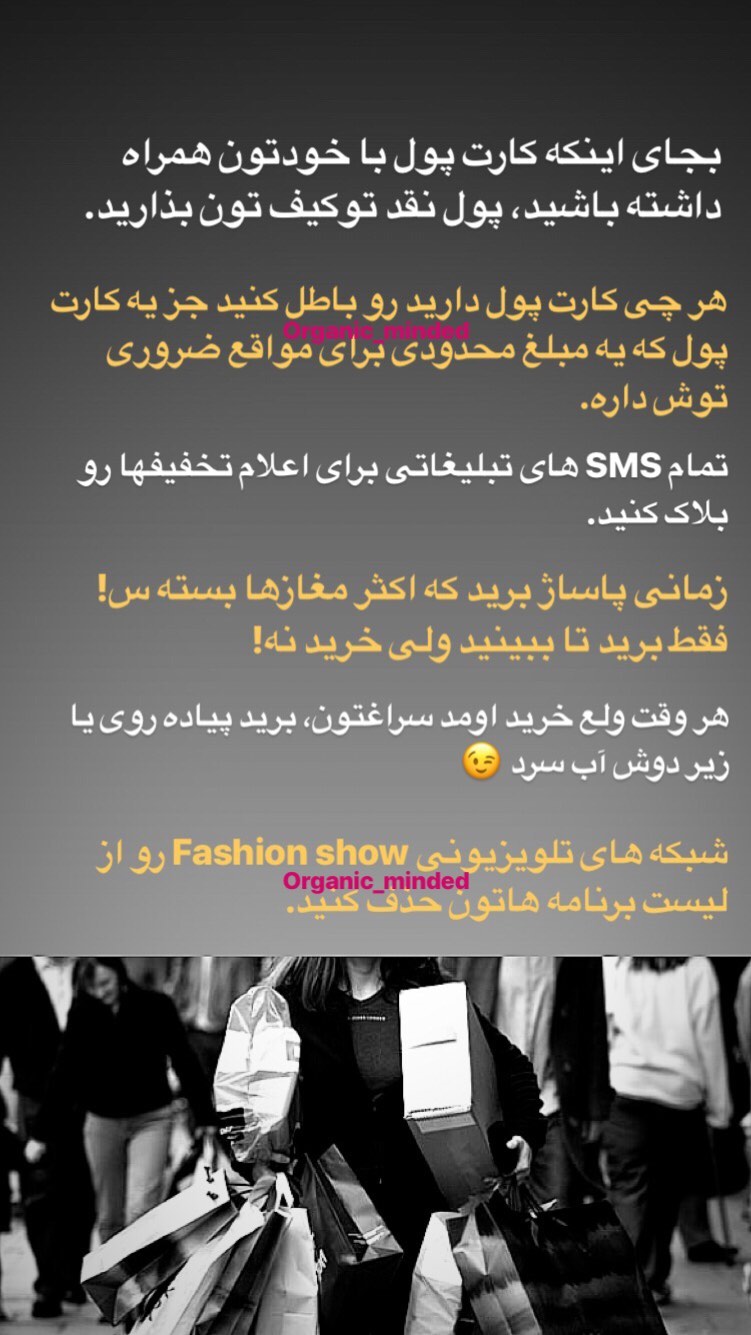 بجای اینکه کارت پول با خودتون همراه
داشته باشید، پول نقد توکیف تون بذارید.
هر چی کارت پول دارید رو باطل کنید جز یه کارت
Organic_minded
پول که یه مبلغ محدودی برای مواقع ضروری
توش داره.
تمام SMS های تبلیغاتی برای اعلام تخفیفها رو
بلاک کنید.
زمانی پاساژ برید که اکثر مغازها بسته س!
فقط برید تا ببینید ولی خرید نه!
هر وقت ولع خرید اومد سراغتون، برید پیاده روی یا
زیر دوش آب سرد 😉
شبکه های تلویزیونی Fashion show رو از
Organic_minded
لیست برنامه هاتون حذف کنید.